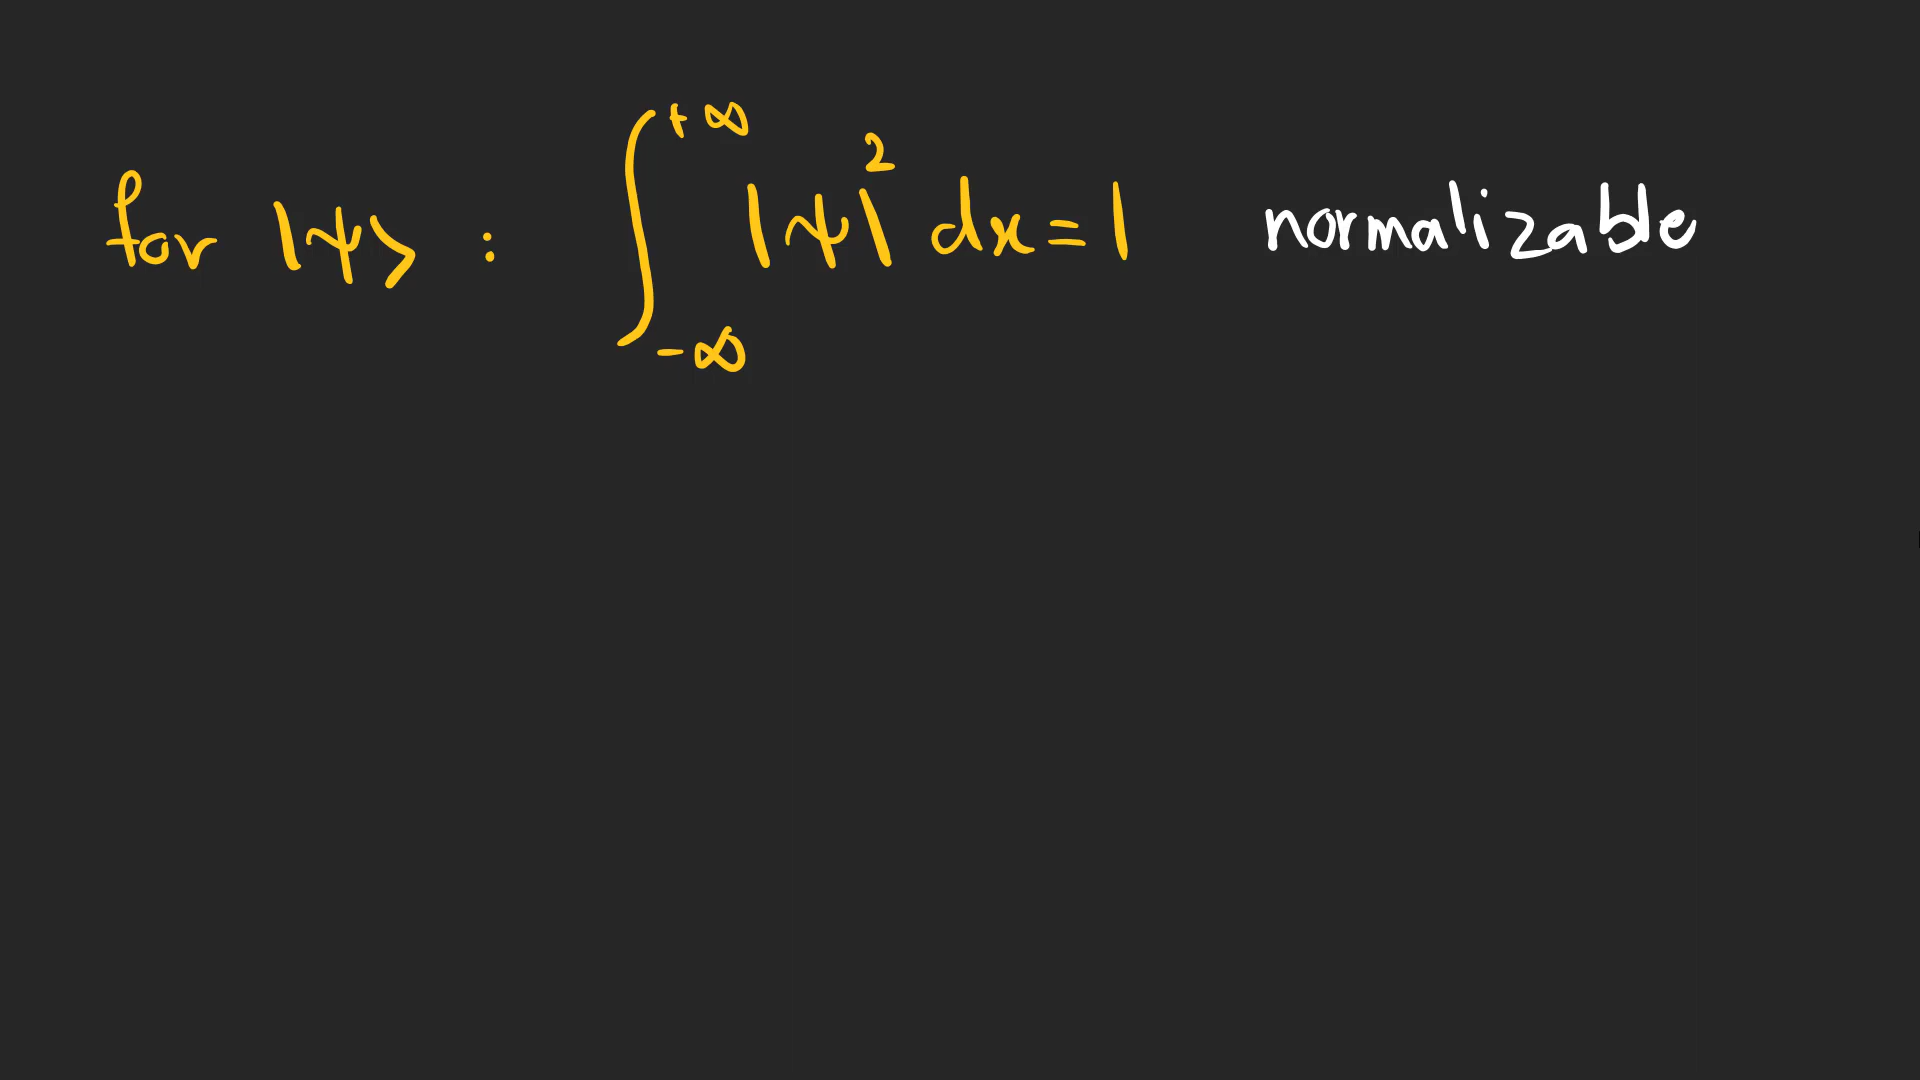 for |ψ⟩ : ∫_{-∞}^{+∞} |ψ|² dx = 1 normalizable